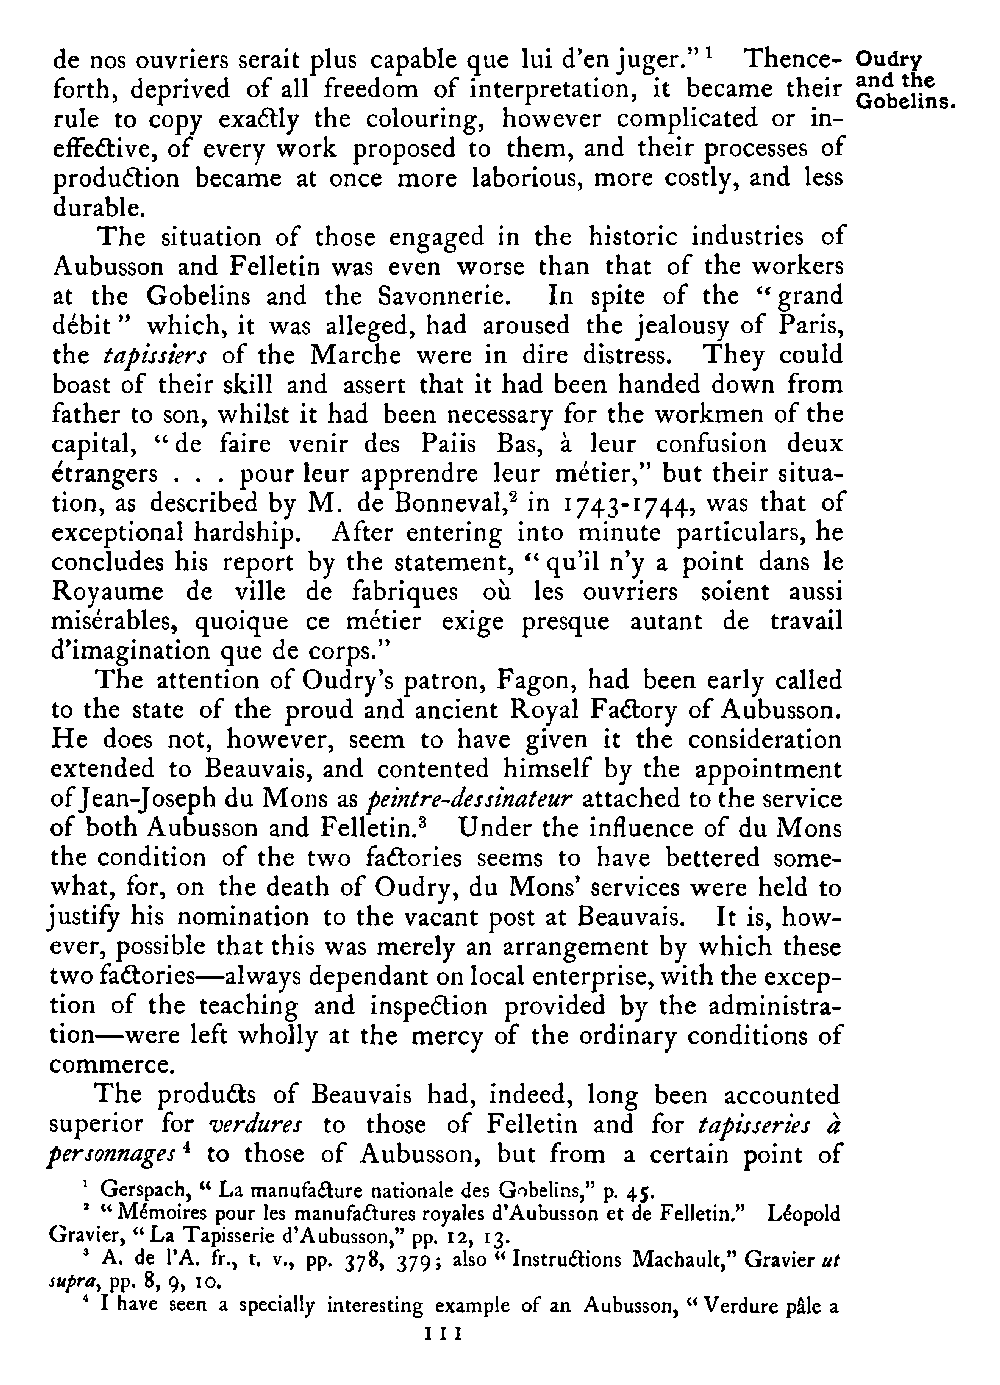 de nos ouvriers serait plus capable que lui d'en juger." ¹ Thence-
forth, deprived of all freedom of interpretation, it became their
rule to copy exactly the colouring, however complicated or in-
effective, of every work proposed to them, and their processes of
production became at once more laborious, more costly, and less
durable.
Oudry
and the
Gobelins.
The situation of those engaged in the historic industries of
Aubusson and Felletin was even worse than that of the workers
at the Gobelins and the Savonnerie. In spite of the "grand
débit" which, it was alleged, had aroused the jealousy of Paris,
the tapissiers of the Marche were in dire distress. They could
boast of their skill and assert that it had been handed down from
father to son, whilst it had been necessary for the workmen of the
capital, "de faire venir des Paiis Bas, à leur confusion deux
étrangers . . . pour leur apprendre leur métier," but their situa-
tion, as described by M. de Bonneval,² in 1743-1744, was that of
exceptional hardship. After entering into minute particulars, he
concludes his report by the statement, "qu'il n'y a point dans le
Royaume de ville de fabriques où les ouvriers soient aussi
misérables, quoique ce métier exige presque autant de travail
d'imagination que de corps."
The attention of Oudry's patron, Fagon, had been early called
to the state of the proud and ancient Royal Factory of Aubusson.
He does not, however, seem to have given it the consideration
extended to Beauvais, and contented himself by the appointment
of Jean-Joseph du Mons as peintre-dessinateur attached to the service
of both Aubusson and Felletin.³ Under the influence of du Mons
the condition of the two factories seems to have bettered some-
what, for, on the death of Oudry, du Mons' services were held to
justify his nomination to the vacant post at Beauvais. It is, how-
ever, possible that this was merely an arrangement by which these
two factories—always dependant on local enterprise, with the excep-
tion of the teaching and inspection provided by the administra-
tion—were left wholly at the mercy of the ordinary conditions of
commerce.
The products of Beauvais had, indeed, long been accounted
superior for verdures to those of Felletin and for tapisseries à
personnages ⁴ to those of Aubusson, but from a certain point of
¹ Gerspach, "La manufacture nationale des Gobelins," p. 45.
² "Mémoires pour les manufactures royales d'Aubusson et de Felletin." Léopold
Gravier, "La Tapisserie d'Aubusson," pp. 12, 13.
³ A. de l'A. fr., t. v., pp. 378, 379; also "Instructions Machault," Gravier ut
supra, pp. 8, 9, 10.
⁴ I have seen a specially interesting example of an Aubusson, "Verdure pâle a
111